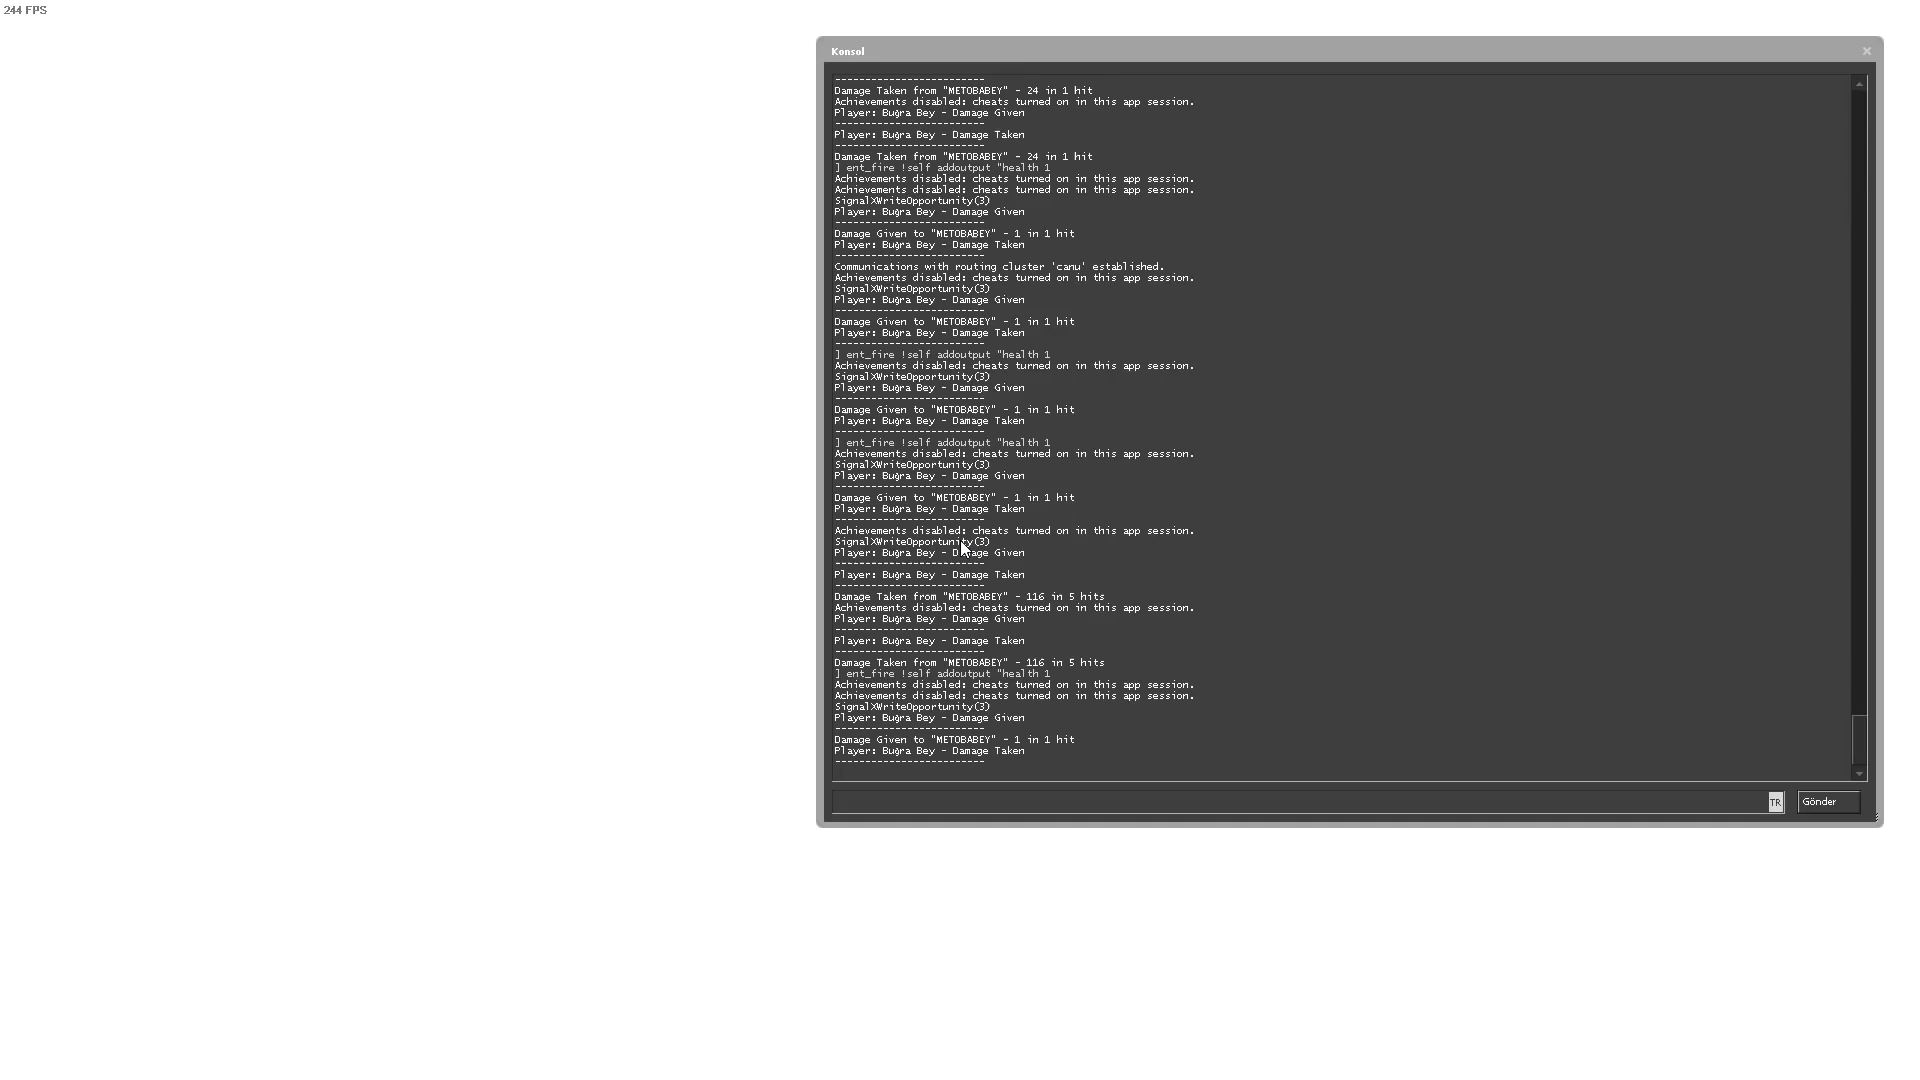 244 FPS
Konsol
-------------------------
Damage Taken from "METOBABEY" - 24 in 1 hit
Achievements disabled: cheats turned on in this app session.
Player: Buğra Bey - Damage Given
-------------------------
Player: Buğra Bey - Damage Taken
-------------------------
Damage Taken from "METOBABEY" - 24 in 1 hit
] ent_fire !self addoutput "health 1
Achievements disabled: cheats turned on in this app session.
Achievements disabled: cheats turned on in this app session.
SignalXWriteOpportunity(3)
Player: Buğra Bey - Damage Given
-------------------------
Damage Given to "METOBABEY" - 1 in 1 hit
Player: Buğra Bey - Damage Taken
-------------------------
Communications with routing cluster 'canu' established.
Achievements disabled: cheats turned on in this app session.
SignalXWriteOpportunity(3)
Player: Buğra Bey - Damage Given
-------------------------
Damage Given to "METOBABEY" - 1 in 1 hit
Player: Buğra Bey - Damage Taken
-------------------------
] ent_fire !self addoutput "health 1
Achievements disabled: cheats turned on in this app session.
SignalXWriteOpportunity(3)
Player: Buğra Bey - Damage Given
-------------------------
Damage Given to "METOBABEY" - 1 in 1 hit
Player: Buğra Bey - Damage Taken
-------------------------
] ent_fire !self addoutput "health 1
Achievements disabled: cheats turned on in this app session.
SignalXWriteOpportunity(3)
Player: Buğra Bey - Damage Given
-------------------------
Damage Given to "METOBABEY" - 1 in 1 hit
Player: Buğra Bey - Damage Taken
-------------------------
Achievements disabled: cheats turned on in this app session.
SignalXWriteOpportunity(3)
Player: Buğra Bey - Damage Given
-------------------------
Player: Buğra Bey - Damage Taken
-------------------------
Damage Taken from "METOBABEY" - 116 in 5 hits
Achievements disabled: cheats turned on in this app session.
Player: Buğra Bey - Damage Given
-------------------------
Player: Buğra Bey - Damage Taken
-------------------------
Damage Taken from "METOBABEY" - 116 in 5 hits
] ent_fire !self addoutput "health 1
Achievements disabled: cheats turned on in this app session.
Achievements disabled: cheats turned on in this app session.
SignalXWriteOpportunity(3)
Player: Buğra Bey - Damage Given
-------------------------
Damage Given to "METOBABEY" - 1 in 1 hit
Player: Buğra Bey - Damage Taken
-------------------------
TR
Gönder